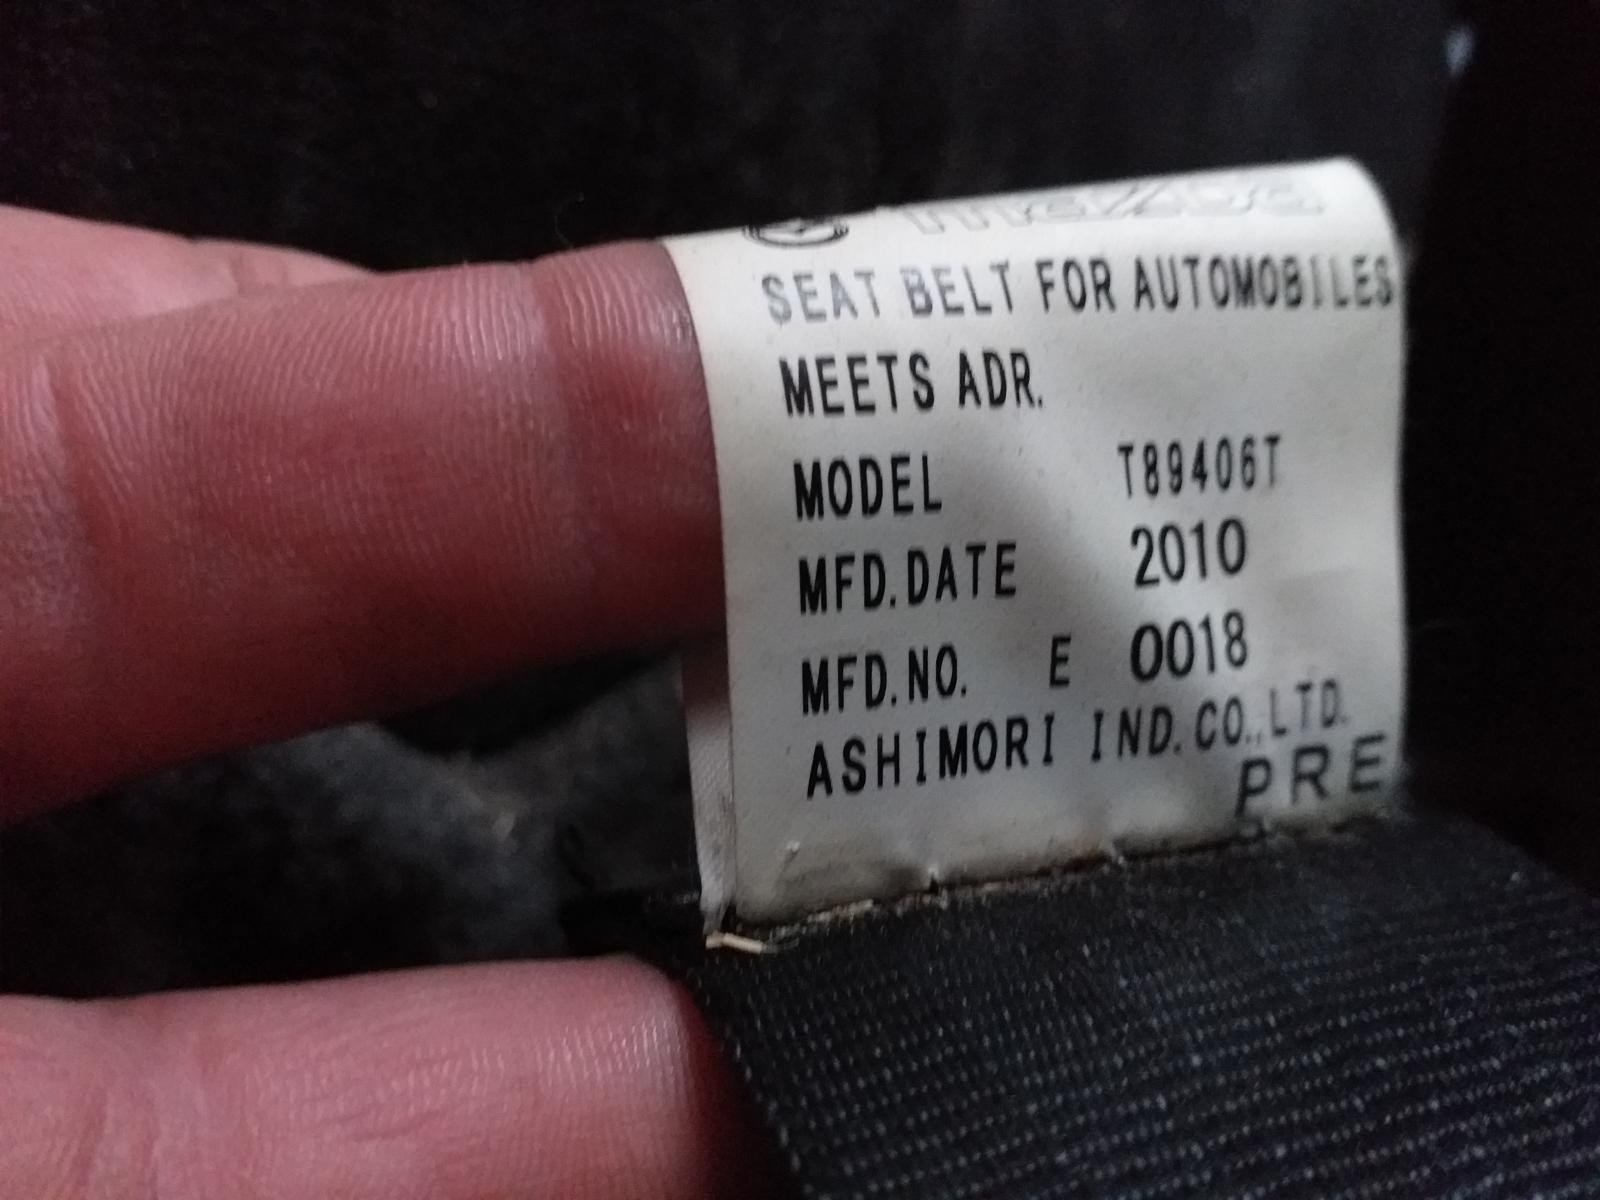 mazda
SEAT BELT FOR AUTOMOBILES
MEETS ADR.
MODEL T89406T
MFD.DATE 2010
MFD.NO. E 0018
ASHIMORI IND.CO.,LTD.
PRE